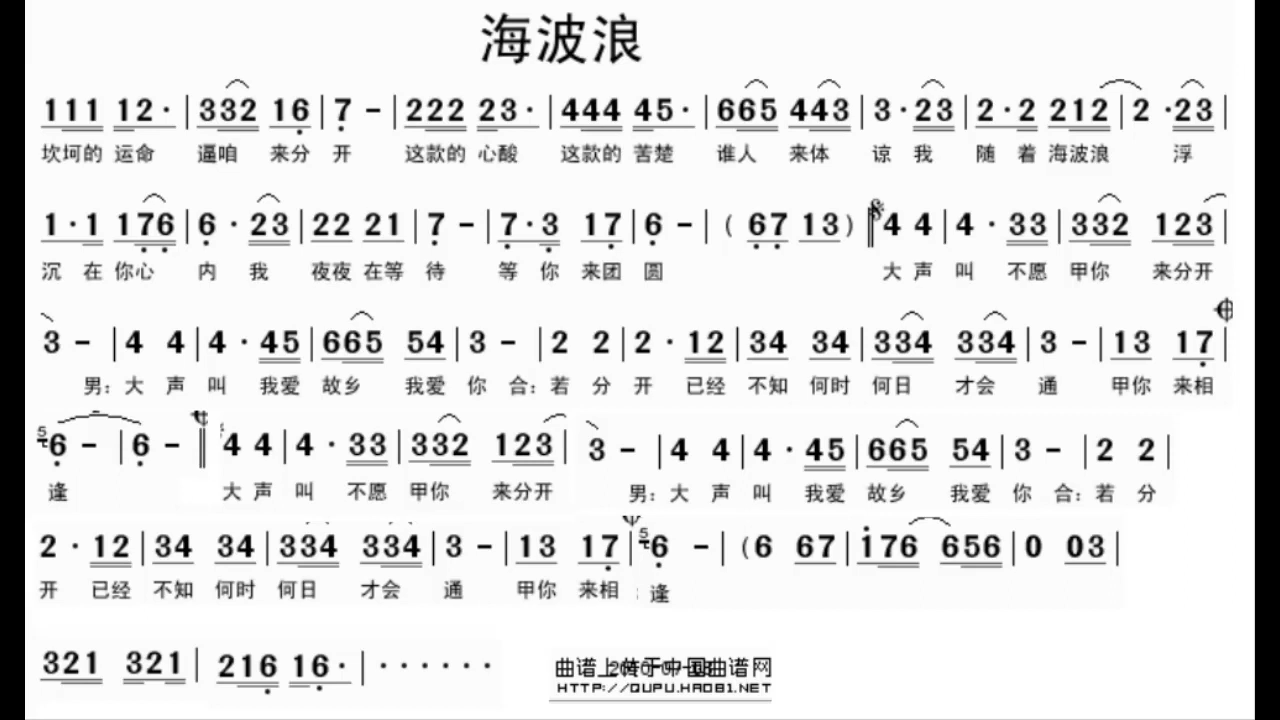 海波浪
111 12· | 332 16 | 7 - | 222 23· | 444 45· | 665 443 | 3·23 | 2·2 212 | 2 ·23 |
坎坷的 运命 逼咱 来分 开 这款的 心酸 这款的 苦楚 谁人 来体 谅 我 随 着 海波浪 浮
1·1 176 | 6·23 | 22 21 | 7 - | 7·3 17 | 6 - | ( 67 13 ) 4 4 | 4·33 | 332 123 |
沉 在 你心 内 我 夜夜 在等 待 等 你 来团 圆 大 声 叫 不愿 甲你 来分开
3 - | 4 4 | 4·45 | 665 54 | 3 - | 2 2 | 2·12 | 34 34 | 334 334 | 3 - | 13 17 |
男:大 声 叫 我爱 故乡 我爱 你 合:若 分 开 已经 不知 何时 何日 才会 通 甲你 来相
5 6 - | 6 - ‖ 4 4 | 4·33 | 332 123 | 3 - | 4 4 | 4·45 | 665 54 | 3 - | 2 2 |
逢 大 声 叫 不愿 甲你 来分开 男:大 声 叫 我爱 故乡 我爱 你 合:若 分
2·12 | 34 34 | 334 334 | 3 - | 13 17 | 5 6 - | (6 67 | 176 656 | 0 03 |
开 已经 不知 何时 何日 才会 通 甲你 来相 逢
321 321 | 216 16· | ······
曲谱上传于中国曲谱网
HTTP://QUPU.HAO81.NET